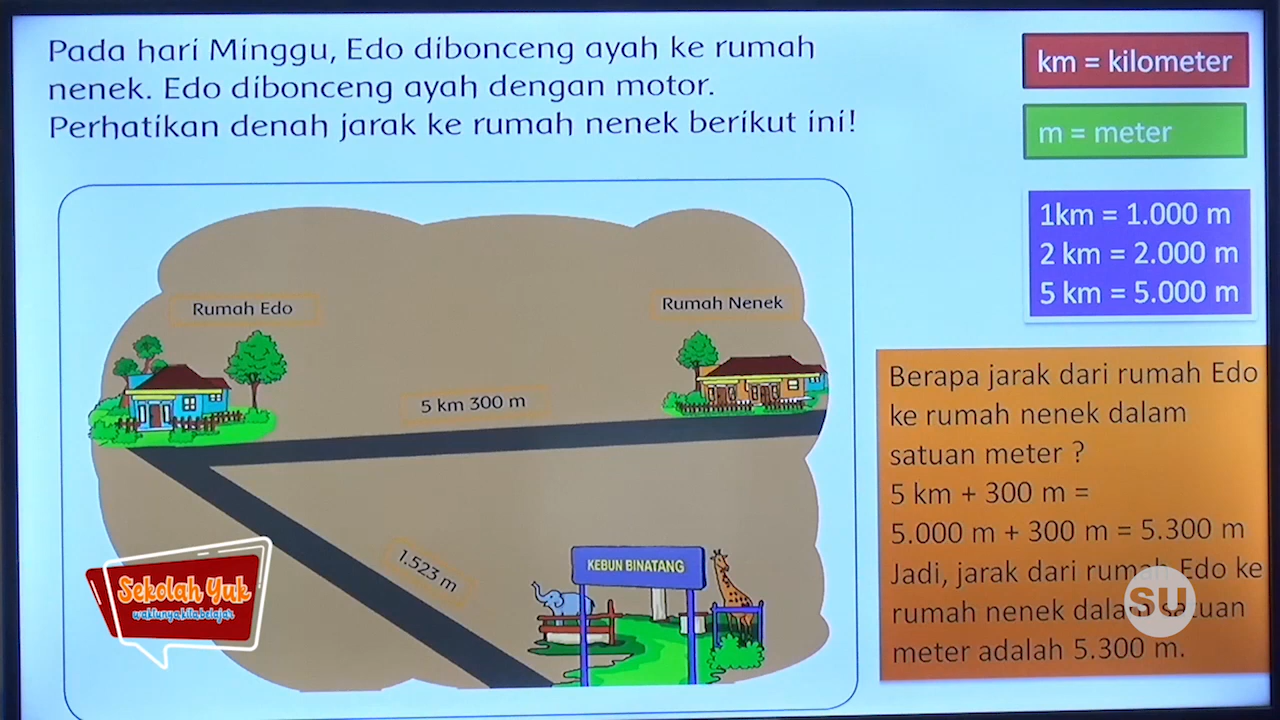 Pada hari Minggu, Edo dibonceng ayah ke rumah
nenek. Edo dibonceng ayah dengan motor.
Perhatikan denah jarak ke rumah nenek berikut ini!
km = kilometer
m = meter
1km = 1.000 m
2 km = 2.000 m
5 km = 5.000 m
Rumah Edo
Rumah Nenek
5 km 300 m
1.523 m
KEBUN BINATANG
Berapa jarak dari rumah Edo
ke rumah nenek dalam
satuan meter ?
5 km + 300 m =
5.000 m + 300 m = 5.300 m
Jadi, jarak dari rumah Edo ke
rumah nenek dalam satuan
meter adalah 5.300 m.
Sekolah Yuk
waktunya kita belajar
SU